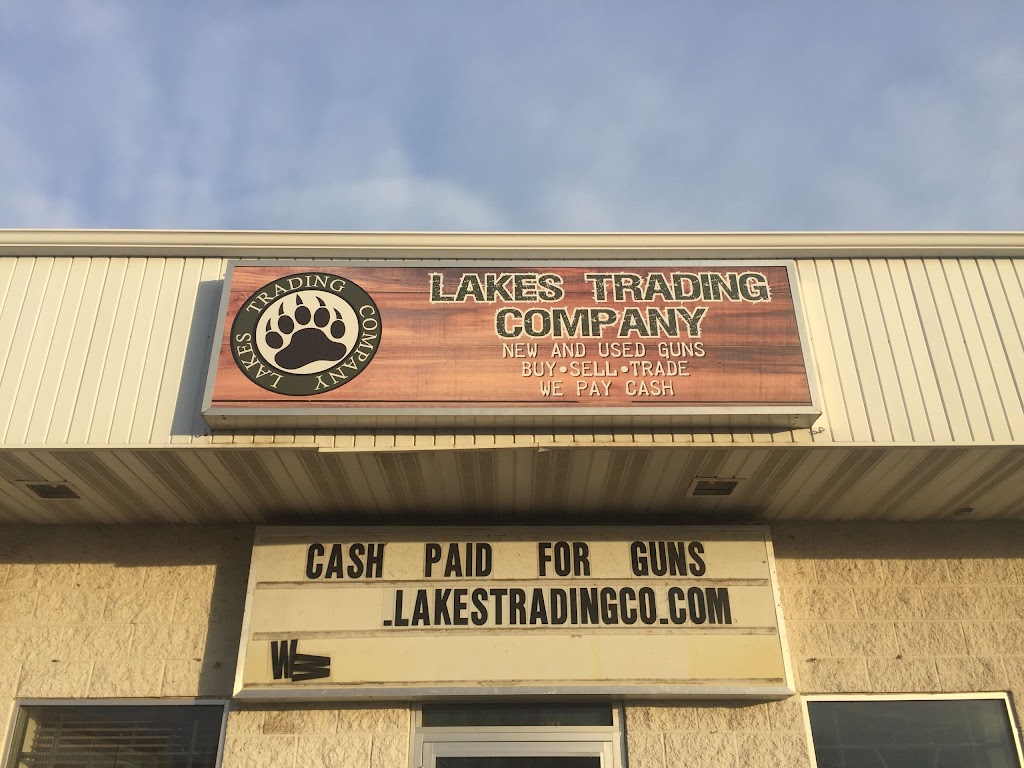 LAKES TRADING COMPANY
LAKES TRADING
COMPANY
NEW AND USED GUNS
BUY•SELL•TRADE
WE PAY CASH
CASH PAID FOR GUNS
.LAKESTRADINGCO.COM
WW